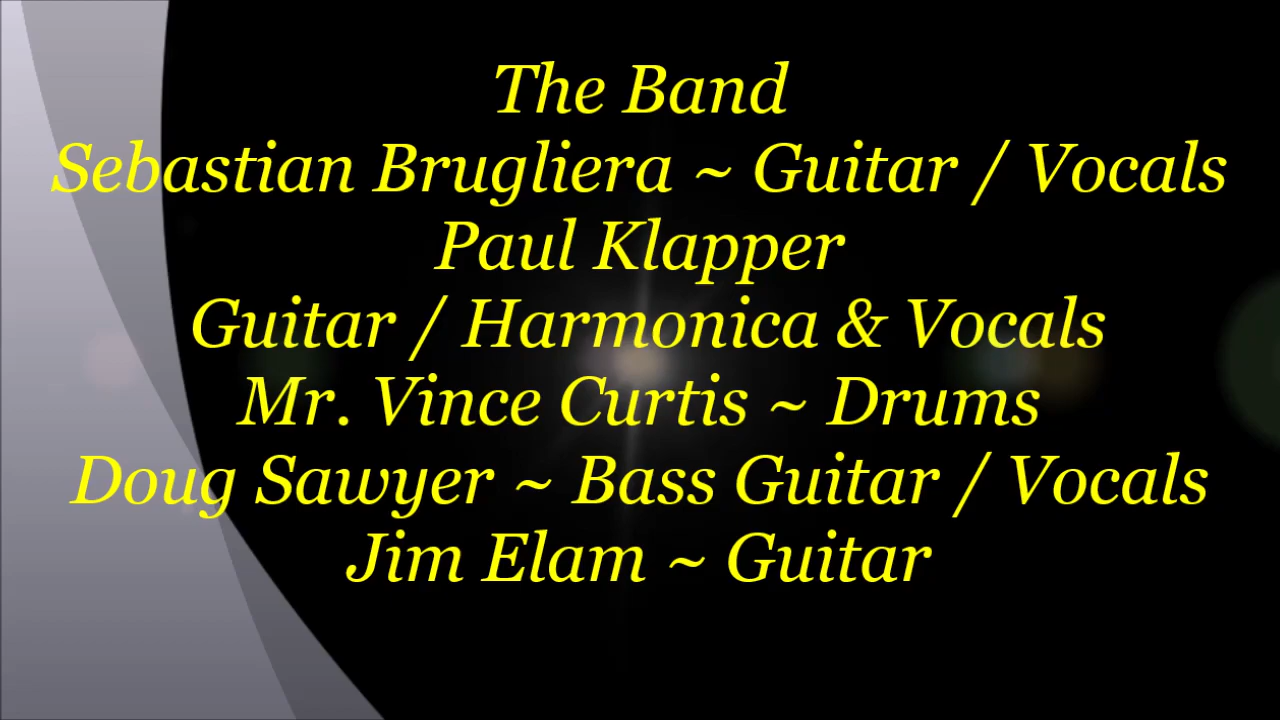 The Band
Sebastian Brugliera ~ Guitar / Vocals
Paul Klapper
Guitar / Harmonica & Vocals
Mr. Vince Curtis ~ Drums
Doug Sawyer ~ Bass Guitar / Vocals
Jim Elam ~ Guitar